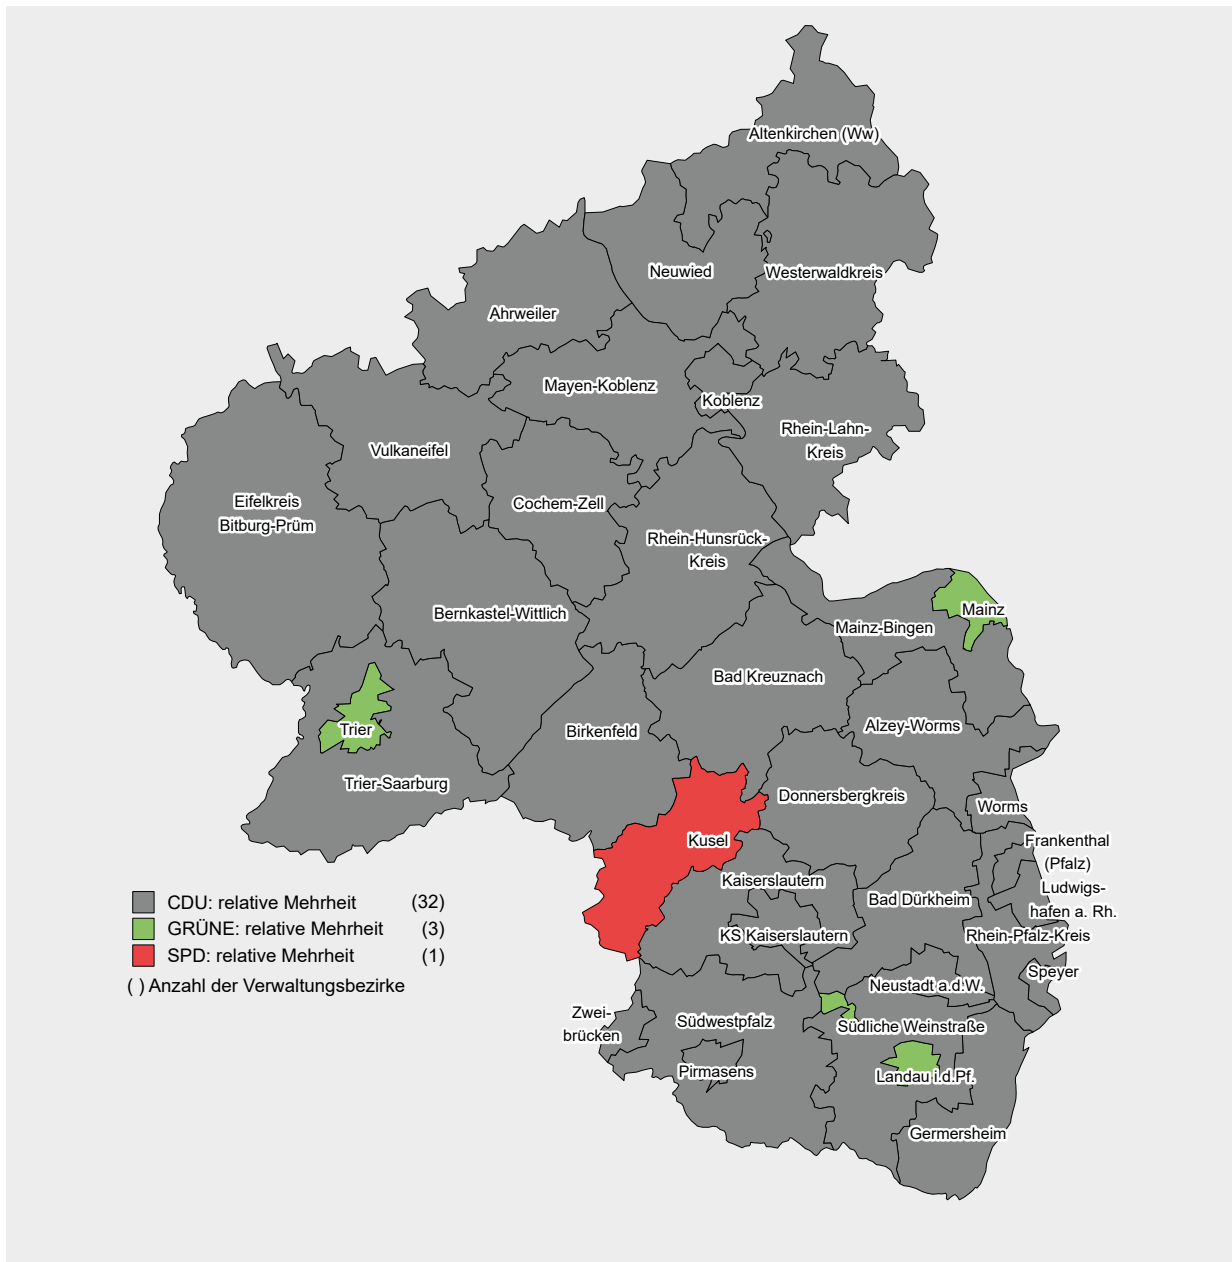 Altenkirchen (Ww)
Neuwied
Westerwaldkreis
Ahrweiler
Mayen-Koblenz
Koblenz
Rhein-Lahn-
Kreis
Vulkaneifel
Cochem-Zell
Eifelkreis
Bitburg-Prüm
Rhein-Hunsrück-
Kreis
Bernkastel-Wittlich
Mainz
Mainz-Bingen
Bad Kreuznach
Trier
Birkenfeld
Alzey-Worms
Trier-Saarburg
Donnersbergkreis
Worms
Kusel
Frankenthal
(Pfalz)
Kaiserslautern
Ludwigs-
hafen a. Rh.
Bad Dürkheim
KS Kaiserslautern
Rhein-Pfalz-Kreis
Speyer
Neustadt a.d.W.
Zwei-
brücken
Südwestpfalz
Südliche Weinstraße
Pirmasens
Landau i.d.Pf.
Germersheim
CDU: relative Mehrheit (32)
GRÜNE: relative Mehrheit (3)
SPD: relative Mehrheit (1)
( ) Anzahl der Verwaltungsbezirke